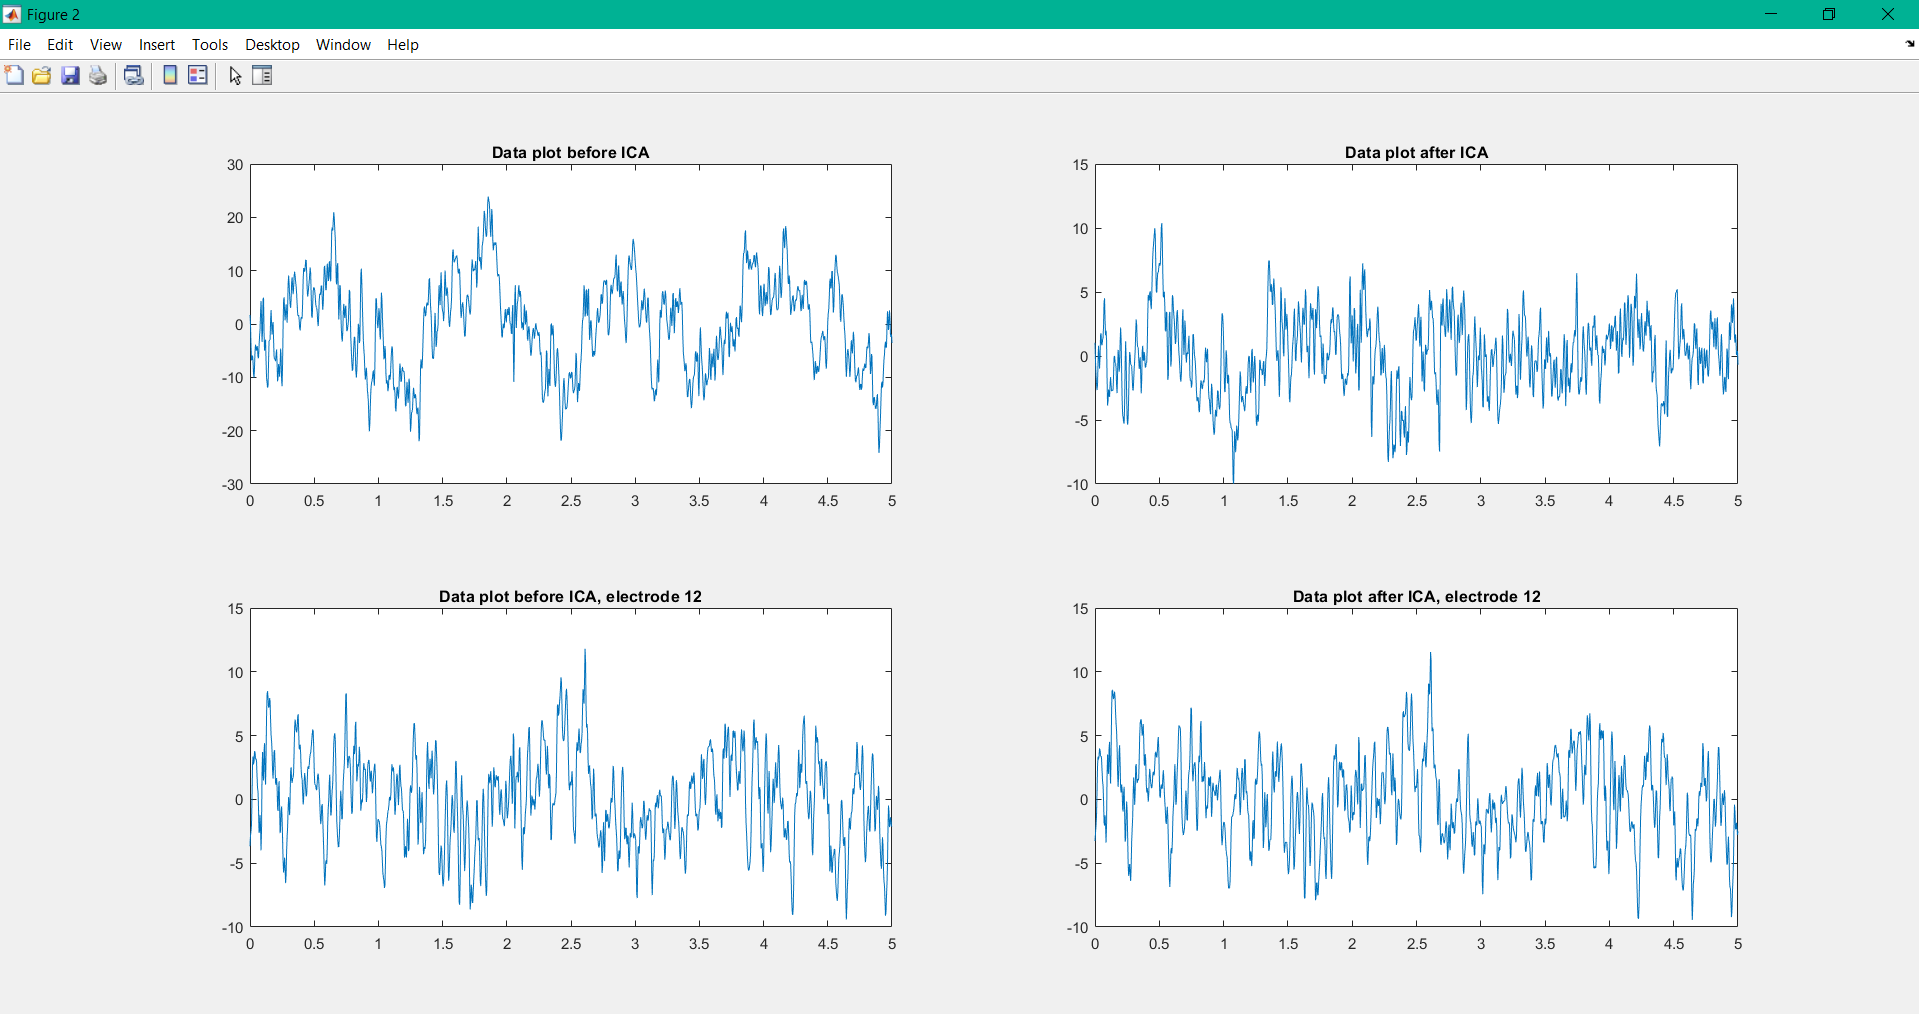 Figure 2
File Edit View Insert Tools Desktop Window Help
Data plot before ICA
30
20
10
0
-10
-20
-30
0 0.5 1 1.5 2 2.5 3 3.5 4 4.5 5
Data plot after ICA
15
10
5
0
-5
-10
0 0.5 1 1.5 2 2.5 3 3.5 4 4.5 5
Data plot before ICA, electrode 12
15
10
5
0
-5
-10
0 0.5 1 1.5 2 2.5 3 3.5 4 4.5 5
Data plot after ICA, electrode 12
15
10
5
0
-5
-10
0 0.5 1 1.5 2 2.5 3 3.5 4 4.5 5